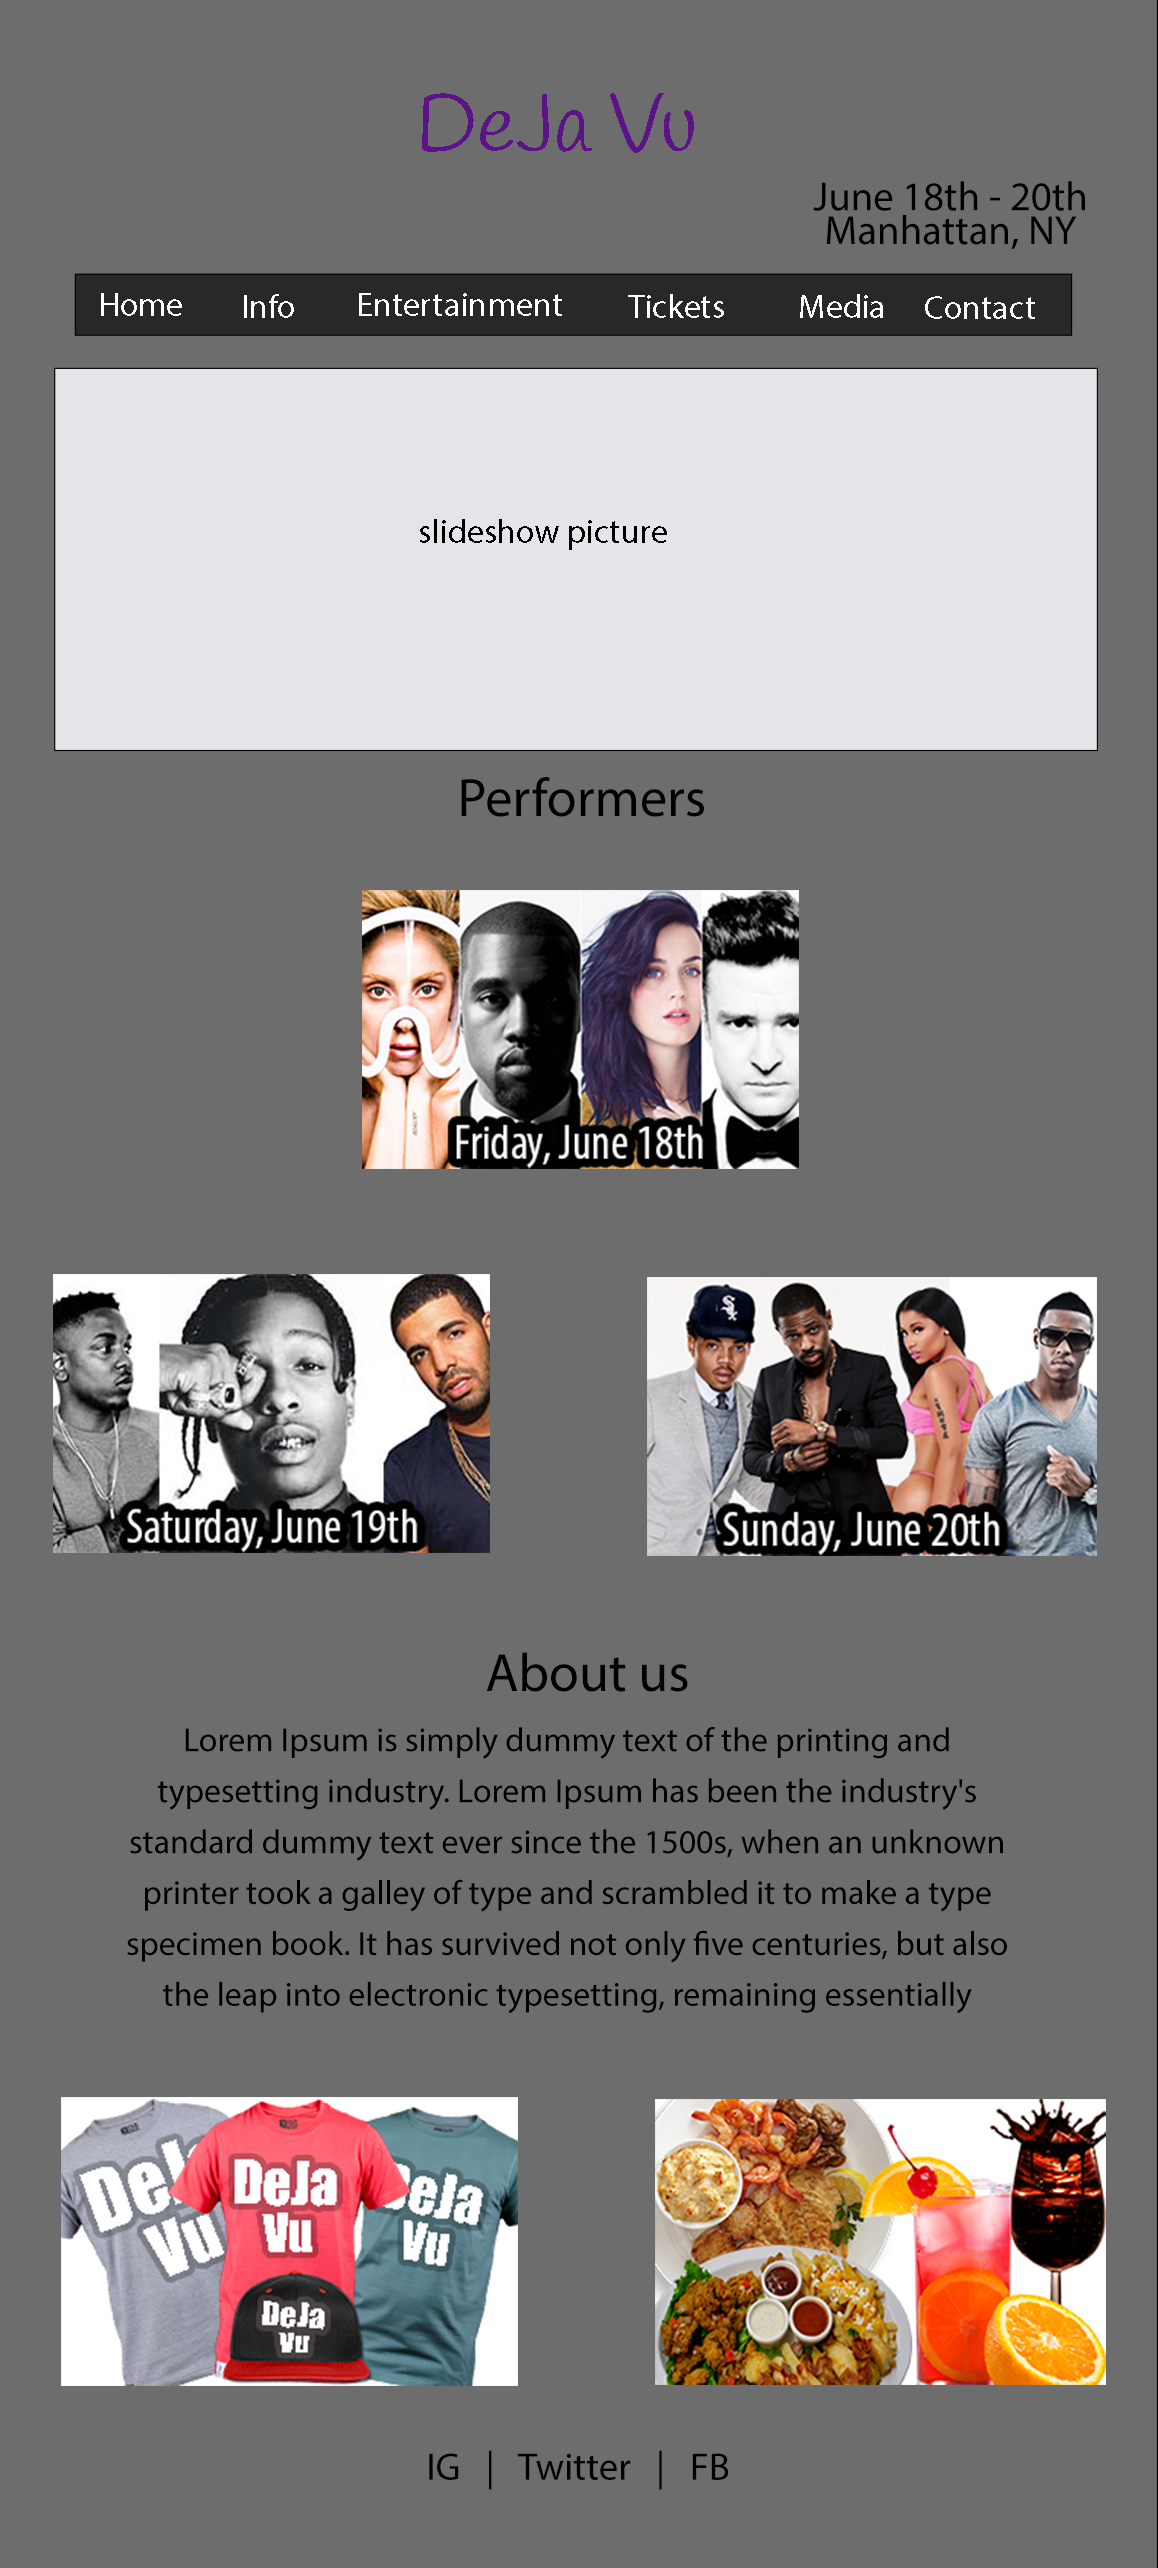 DeJa Vu
June 18th - 20th
Manhattan, NY
Home Info Entertainment Tickets Media Contact
slideshow picture
Performers
Friday, June 18th
Saturday, June 19th
Sunday, June 20th
About us
Lorem Ipsum is simply dummy text of the printing and
typesetting industry. Lorem Ipsum has been the industry's
standard dummy text ever since the 1500s, when an unknown
printer took a galley of type and scrambled it to make a type
specimen book. It has survived not only five centuries, but also
the leap into electronic typesetting, remaining essentially
DeJa
Vu
DeJa
Vu
DeJa
Vu
DeJa
Vu
IG | Twitter | FB